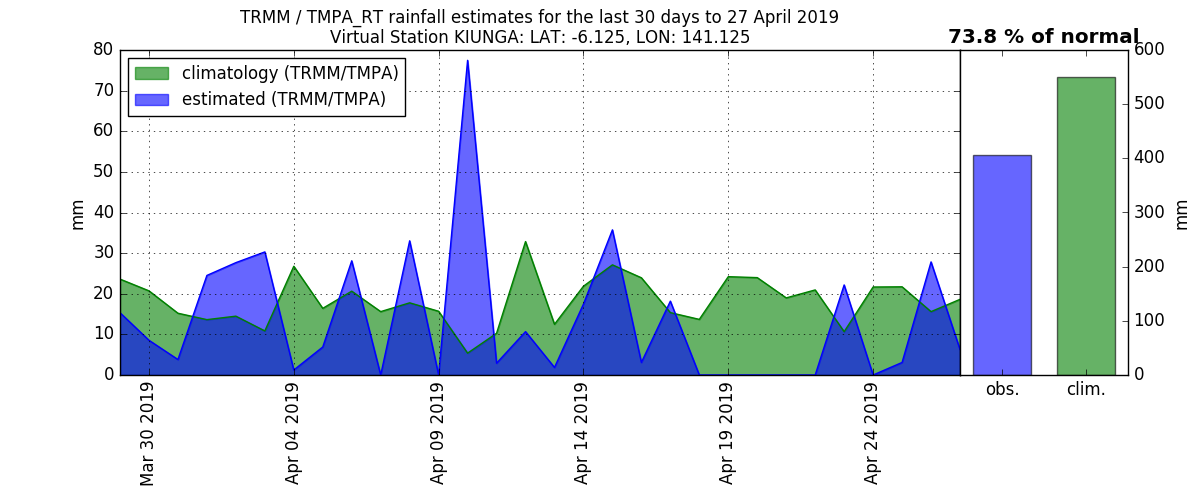 TRMM / TMPA_RT rainfall estimates for the last 30 days to 27 April 2019
Virtual Station KIUNGA: LAT: -6.125, LON: 141.125
73.8 % of normal
climatology (TRMM/TMPA)
estimated (TRMM/TMPA)
80
70
60
50
40
30
20
10
0
mm
Mar 30 2019
Apr 04 2019
Apr 09 2019
Apr 14 2019
Apr 19 2019
Apr 24 2019
600
500
400
300
200
100
0
mm
obs.
clim.